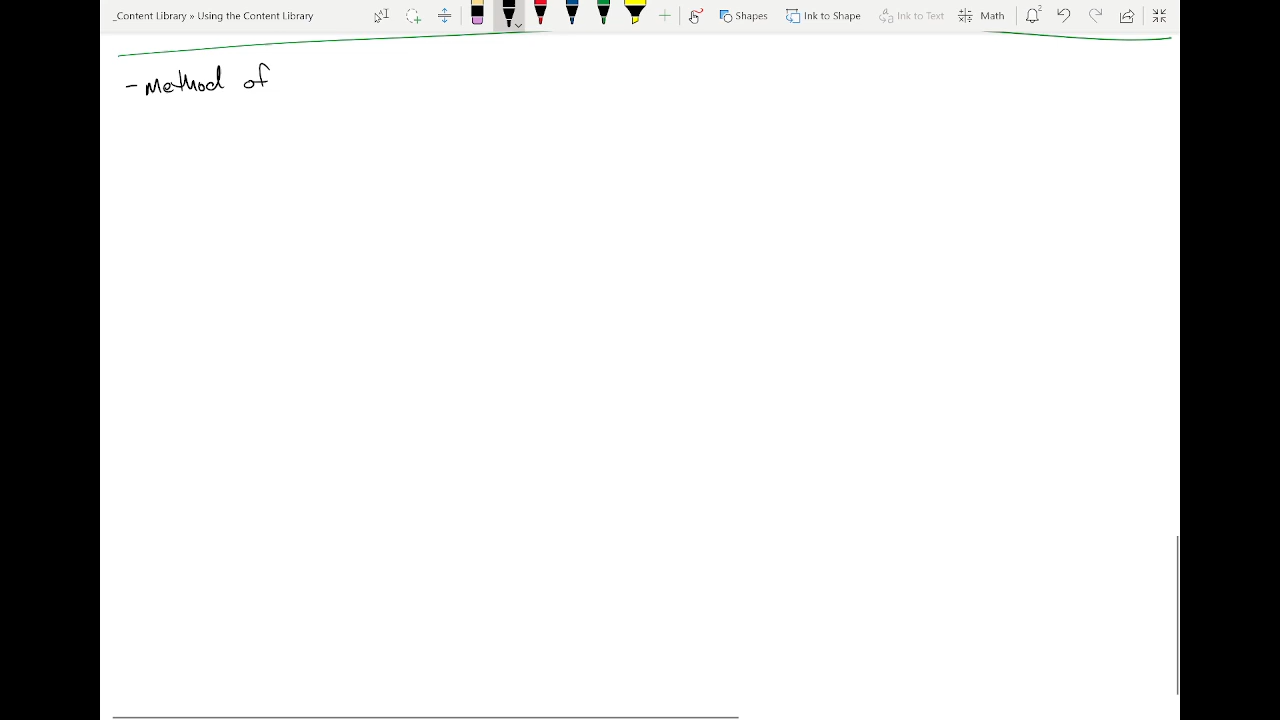 _Content Library » Using the Content Library Shapes Ink to Shape Ink to Text Math
- Method of